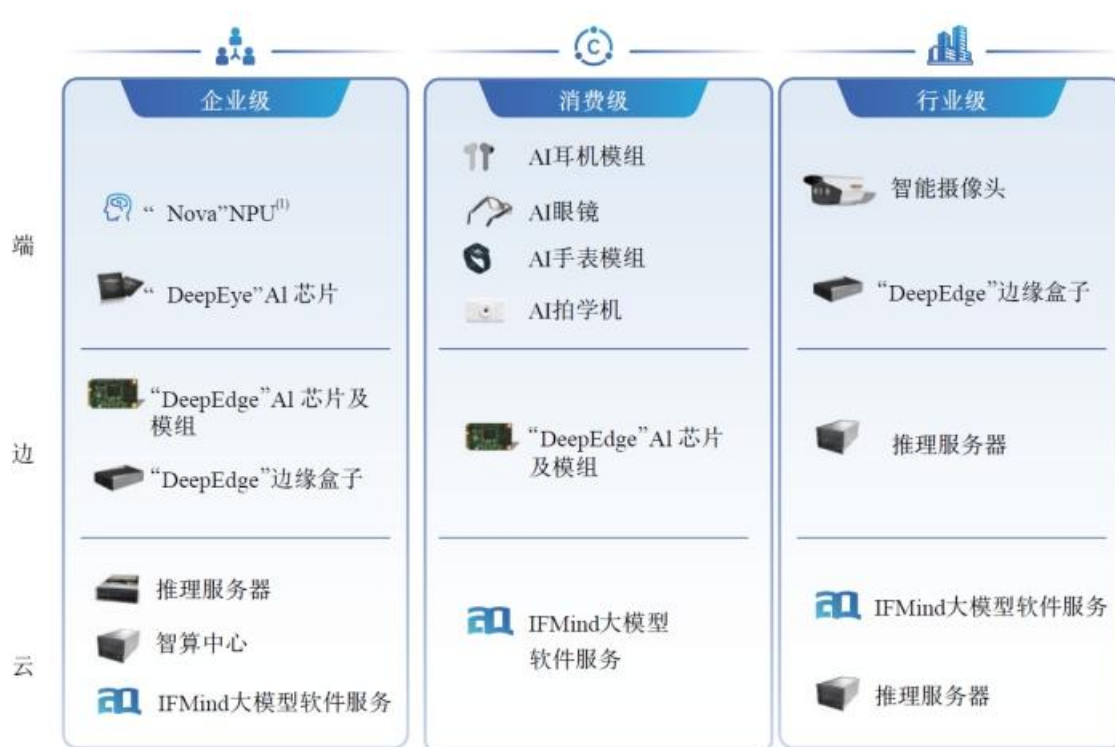 企业级
消费级
行业级
端
“ Nova”NPU(1)
“ DeepEye”AI 芯片
AI耳机模组
AI眼镜
AI手表模组
AI拍学机
智能摄像头
“DeepEdge”边缘盒子
边
“DeepEdge”AI 芯片及
模组
“DeepEdge”边缘盒子
“DeepEdge”AI 芯片
及模组
推理服务器
云
推理服务器
智算中心
IFMind大模型软件服务
IFMind大模型
软件服务
IFMind大模型软件服务
推理服务器